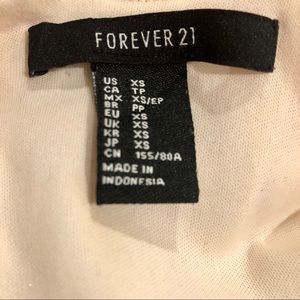 FOREVER 21
US XS
CA TP
MX XS/EP
BR PP
EU XS
UK XS
KR XS
JP XS
CN 155/80A
MADE IN
INDONESIA